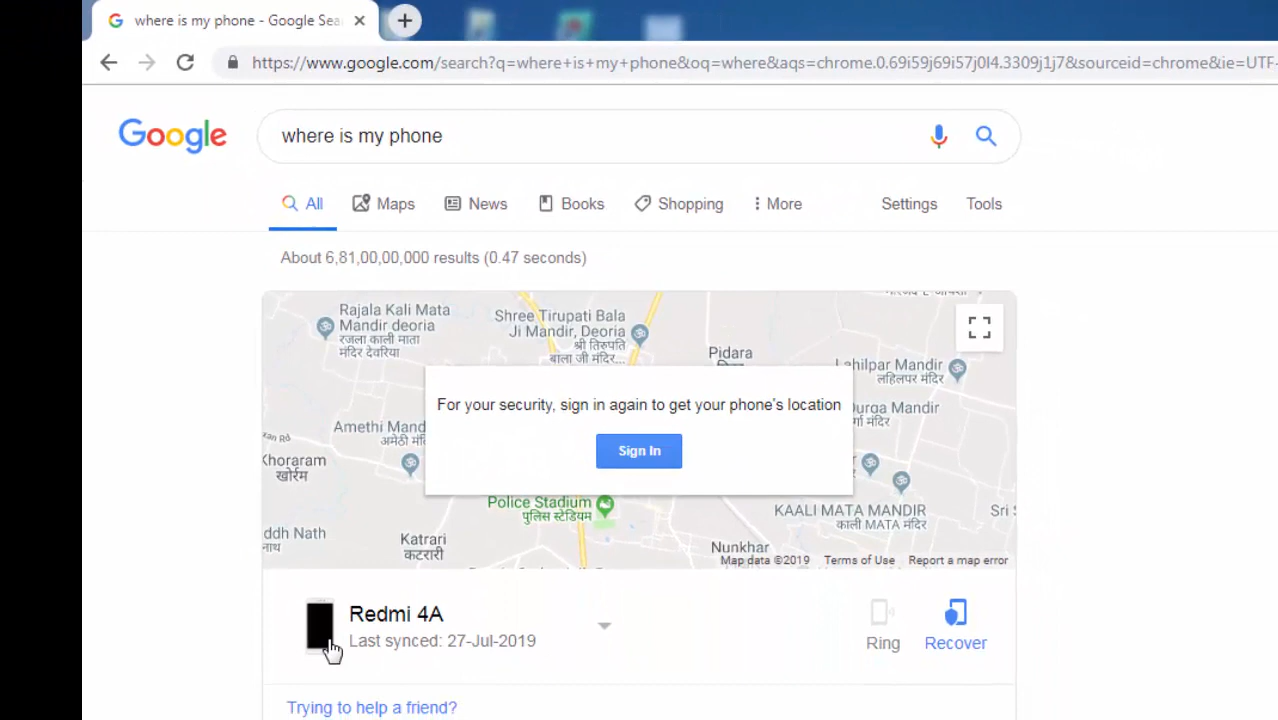 where is my phone - Google Sea
https://www.google.com/search?q=where+is+my+phone&oq=where&aqs=chrome.0.69i59j69i57j0l4.3309j1j7&sourceid=chrome&ie=UTF-
Google
where is my phone
All Maps News Books Shopping More Settings Tools
About 6,81,00,00,000 results (0.47 seconds)
Rajala Kali Mata
Mandir deoria
रजला काली माता
मंदिर देवरिया
Shree Tirupati Bala
Ji Mandir, Deoria
श्री तिरुपति
बाला जी मंदिर...
Pidara
Lahilpar Mandir
लहिलपर मंदिर
For your security, sign in again to get your phone's location
Sign In
Durga Mandir
र्गा मंदिर
zan Rd
Amethi Mand
अमेठी मंद
Khoraram
खोर्रम
Police Stadium
पुलिस स्टेडियम
KAALI MATA MANDIR
काली MATA मंदिर
Sri S
ddh Nath
नाथ
Katrari
कटरारी
Nunkhar
Map data ©2019 Terms of Use Report a map error
Redmi 4A
Last synced: 27-Jul-2019
Ring
Recover
Trying to help a friend?